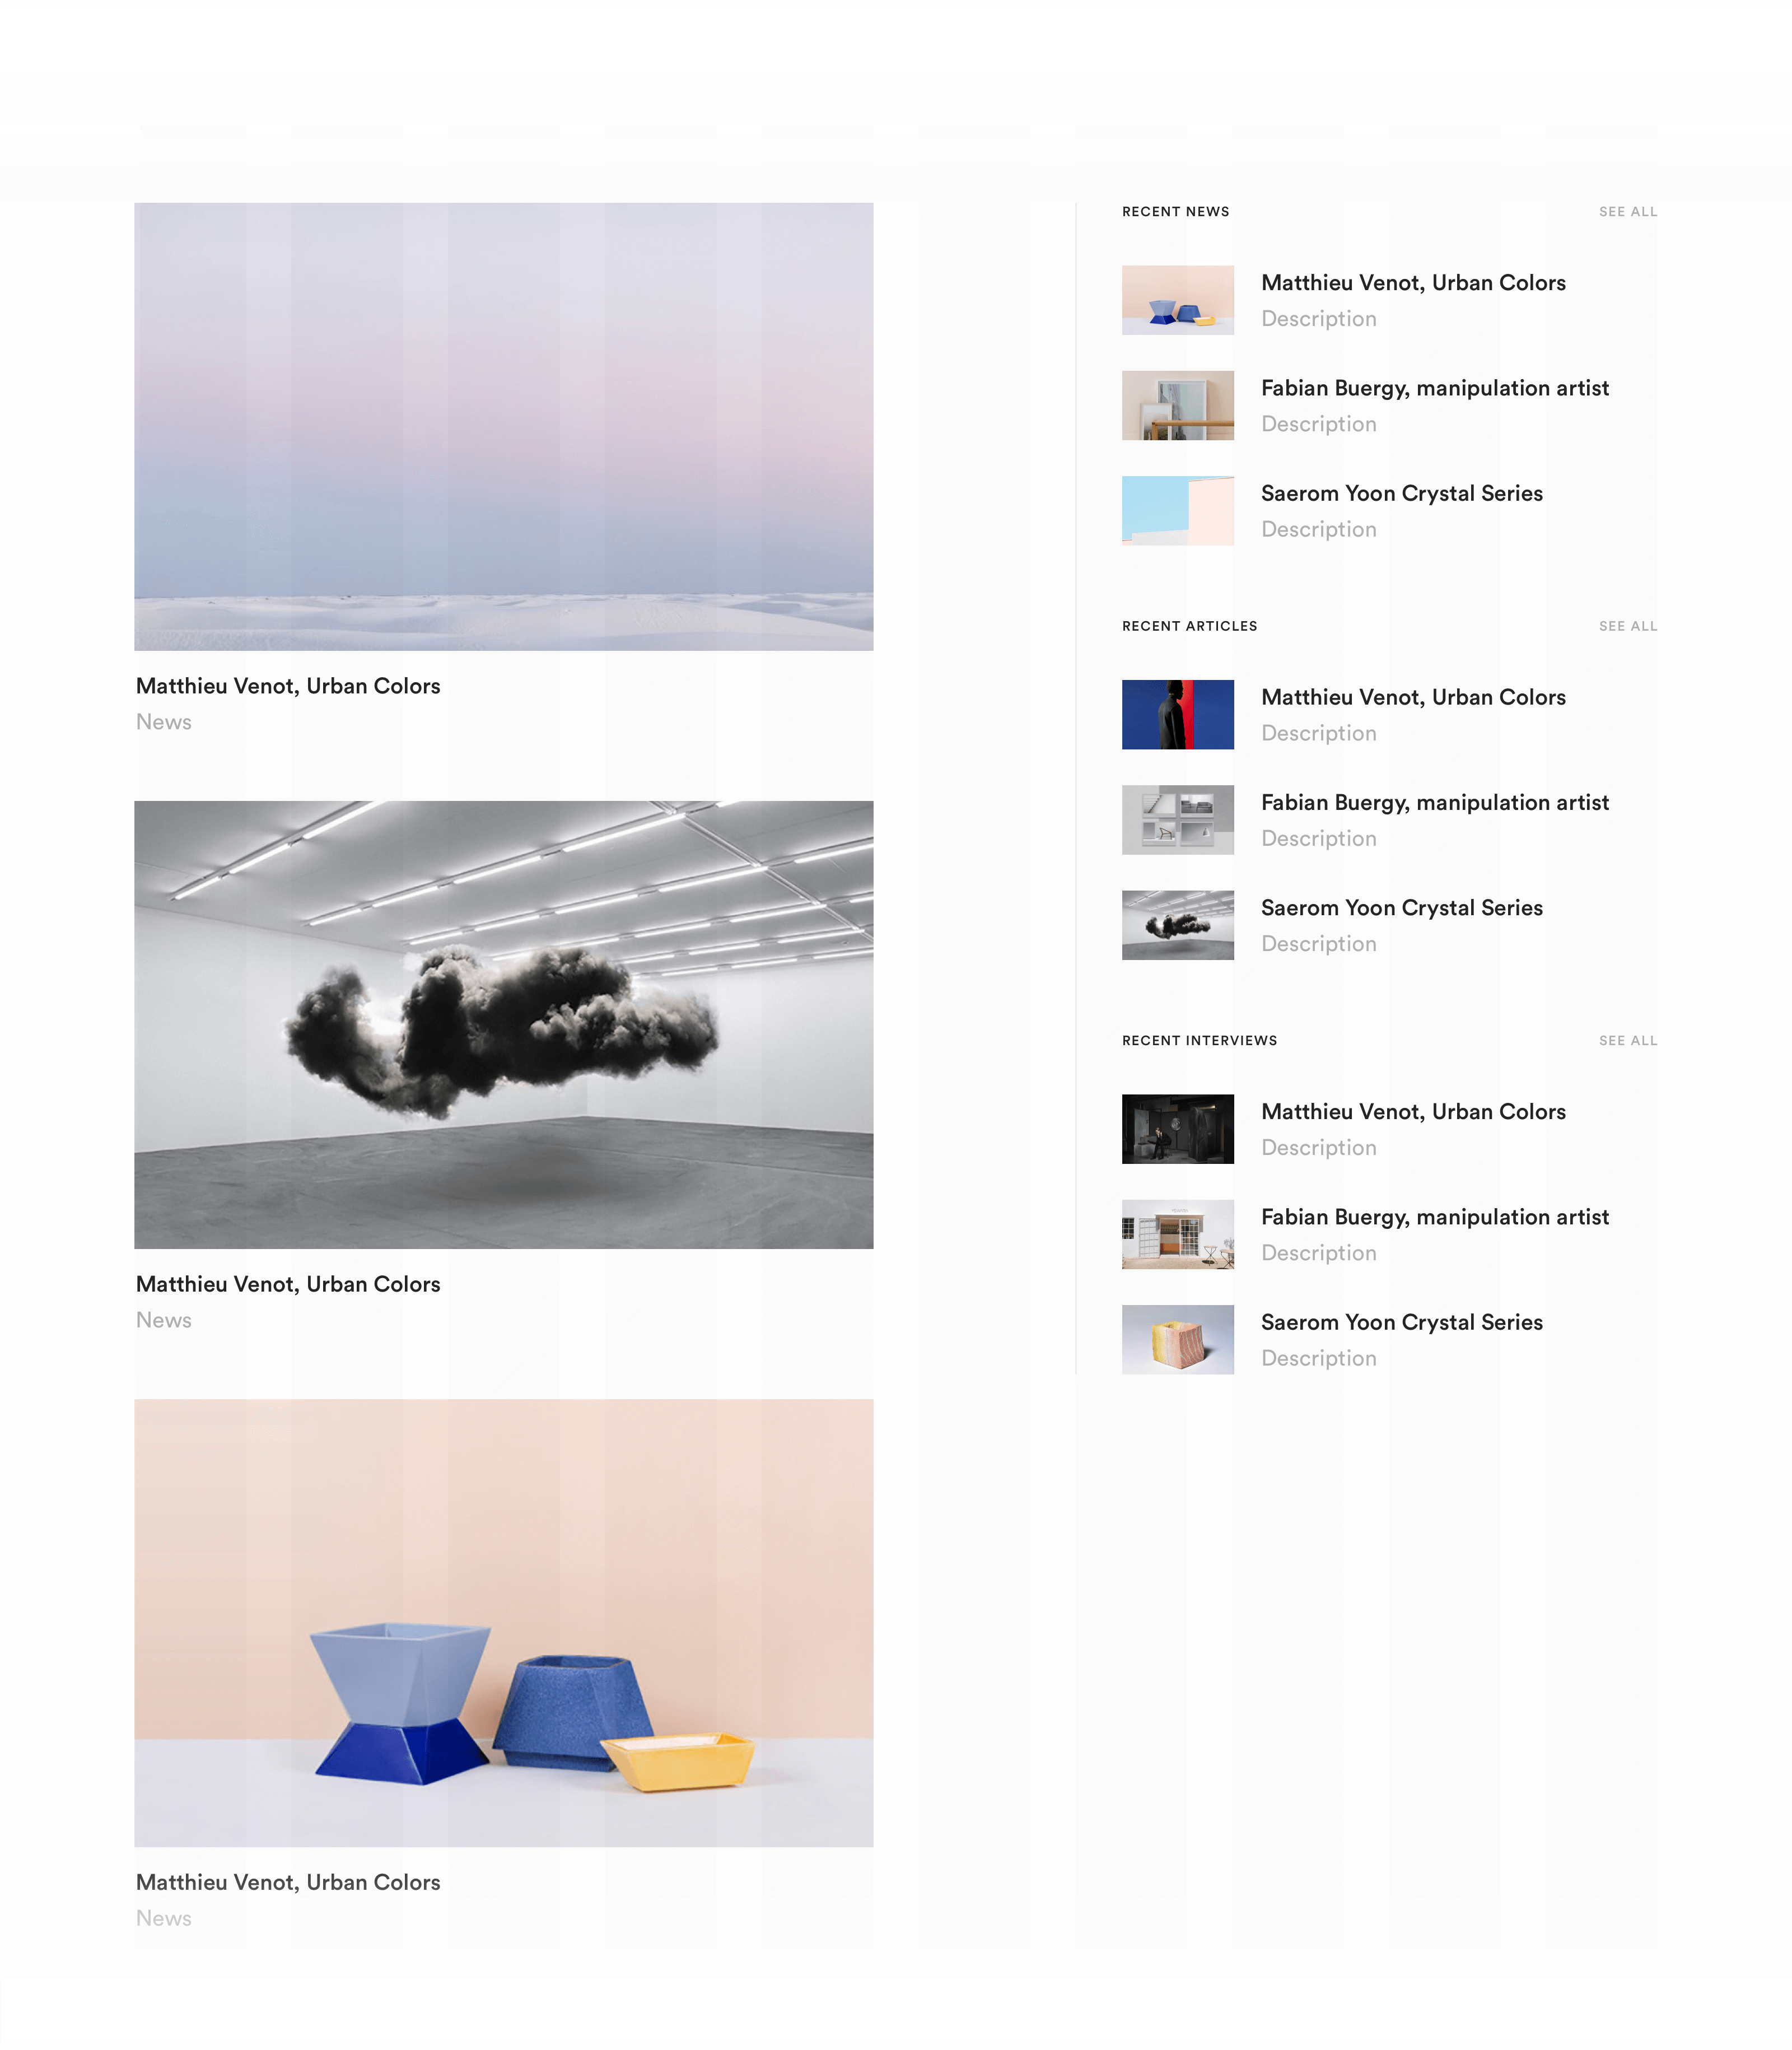 Matthieu Venot, Urban Colors
News
Matthieu Venot, Urban Colors
News
Matthieu Venot, Urban Colors
News
RECENT NEWS
SEE ALL
Matthieu Venot, Urban Colors
Description
Fabian Buergy, manipulation artist
Description
Saerom Yoon Crystal Series
Description
RECENT ARTICLES
SEE ALL
Matthieu Venot, Urban Colors
Description
Fabian Buergy, manipulation artist
Description
Saerom Yoon Crystal Series
Description
RECENT INTERVIEWS
SEE ALL
Matthieu Venot, Urban Colors
Description
Fabian Buergy, manipulation artist
Description
Saerom Yoon Crystal Series
Description